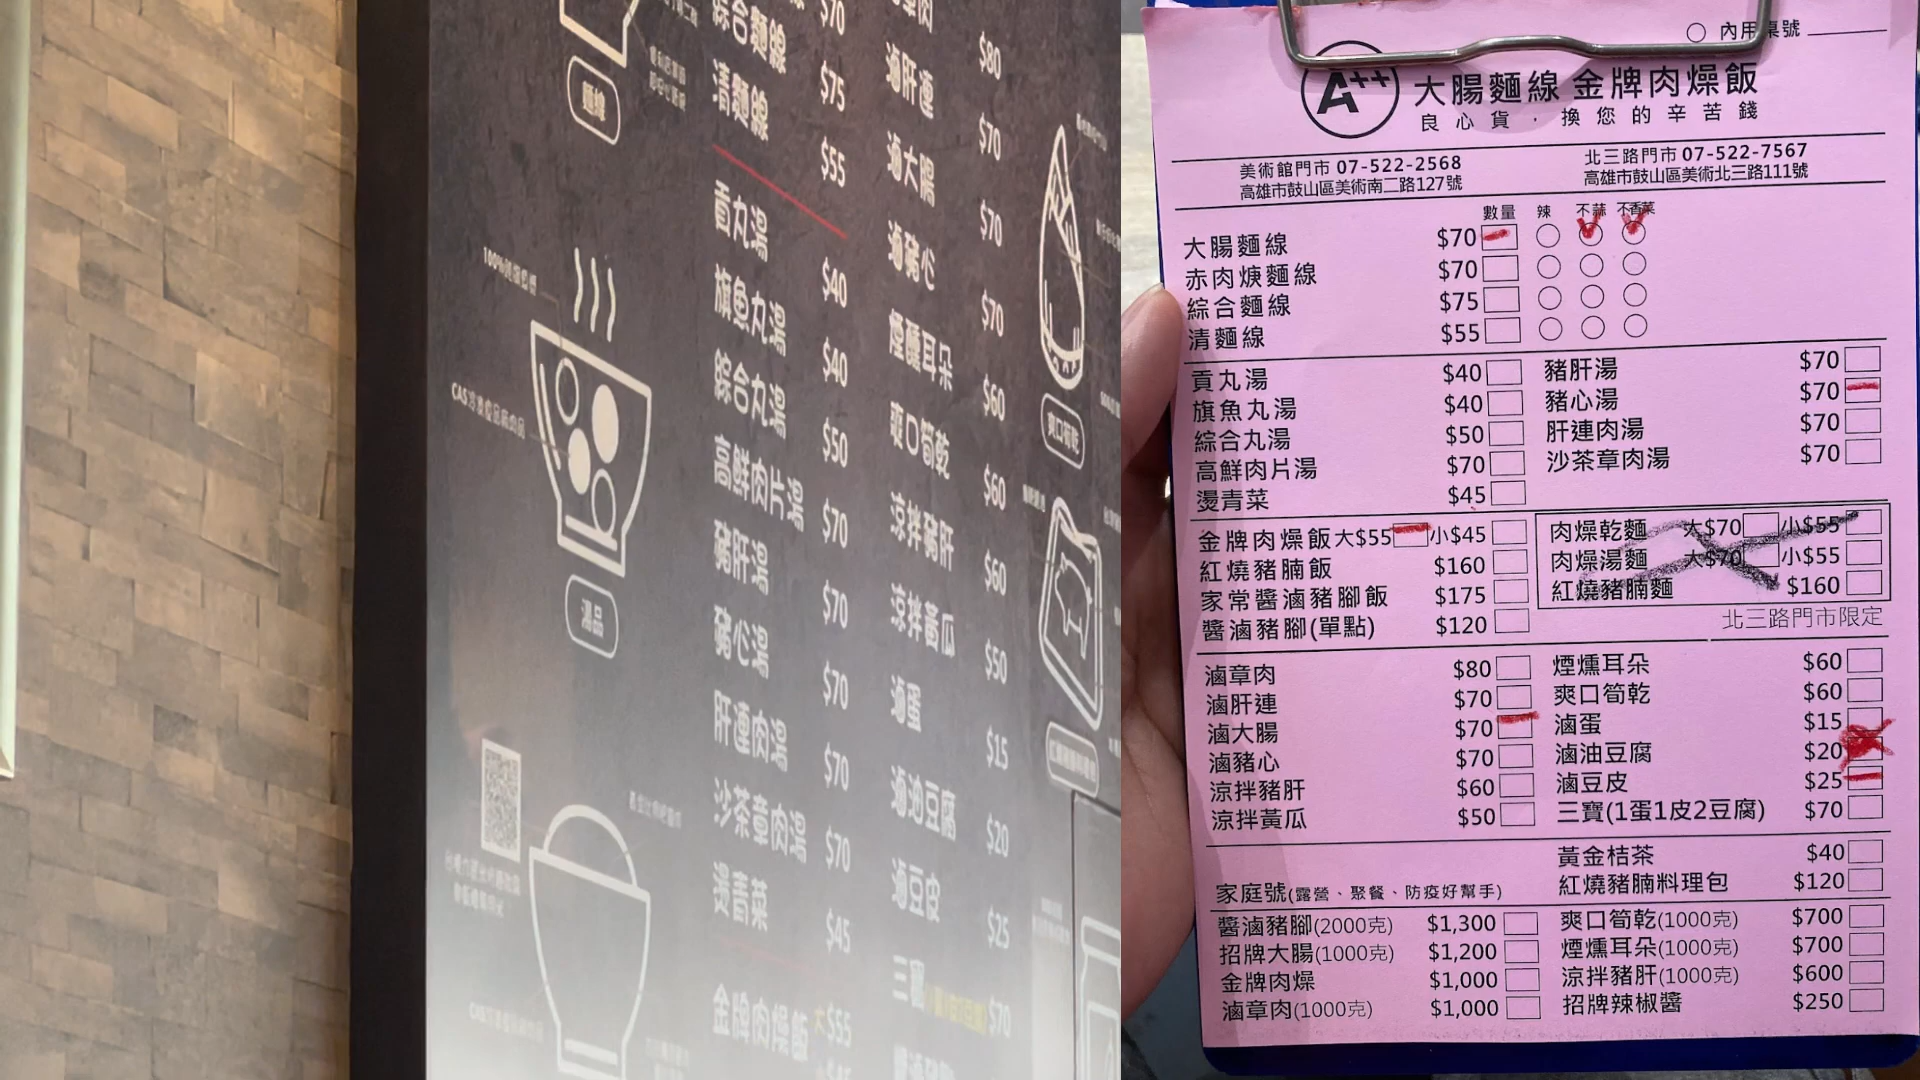 麵線
綜合麵線 $75
清麵線 $55
貢丸湯 $40
旗魚丸湯 $40
綜合丸湯 $50
高鮮肉片湯 $70
豬肝湯 $70
豬心湯 $70
肝連肉湯 $70
沙茶章肉湯 $70
燙青菜 $45
金牌肉燥飯 大$55
湯品
$70
滷章肉 $80
滷肝連 $70
滷大腸 $70
滷豬心 $70
煙燻耳朵 $60
爽口筍乾 $60
涼拌豬肝 $60
涼拌黃瓜 $50
滷蛋 $15
滷油豆腐 $20
滷豆皮 $25
三寶 $70
爽口筍乾
內用桌號
A++ 大腸麵線 金牌肉燥飯
良心貨,換您的辛苦錢
美術館門市 07-522-2568
高雄市鼓山區美術南二路127號
北三路門市 07-522-7567
高雄市鼓山區美術北三路111號
數量 辣 不蒜 不香菜
大腸麵線 $70
赤肉焿麵線 $70
綜合麵線 $75
清麵線 $55
貢丸湯 $40
旗魚丸湯 $40
綜合丸湯 $50
高鮮肉片湯 $70
燙青菜 $45
豬肝湯 $70
豬心湯 $70
肝連肉湯 $70
沙茶章肉湯 $70
金牌肉燥飯 大$55 小$45
紅燒豬腩飯 $160
家常醬滷豬腳飯 $175
醬滷豬腳(單點) $120
肉燥乾麵 大$70 小$55
肉燥湯麵 大$70 小$55
紅燒豬腩麵 $160
北三路門市限定
滷章肉 $80
滷肝連 $70
滷大腸 $70
滷豬心 $70
涼拌豬肝 $60
涼拌黃瓜 $50
煙燻耳朵 $60
爽口筍乾 $60
滷蛋 $15
滷油豆腐 $20
滷豆皮 $25
三寶(1蛋1皮2豆腐) $70
黃金桔茶 $40
紅燒豬腩料理包 $120
家庭號(露營、聚餐、防疫好幫手)
醬滷豬腳(2000克) $1,300
招牌大腸(1000克) $1,200
金牌肉燥 $1,000
滷章肉(1000克) $1,000
爽口筍乾(1000克) $700
煙燻耳朵(1000克) $700
涼拌豬肝(1000克) $600
招牌辣椒醬 $250